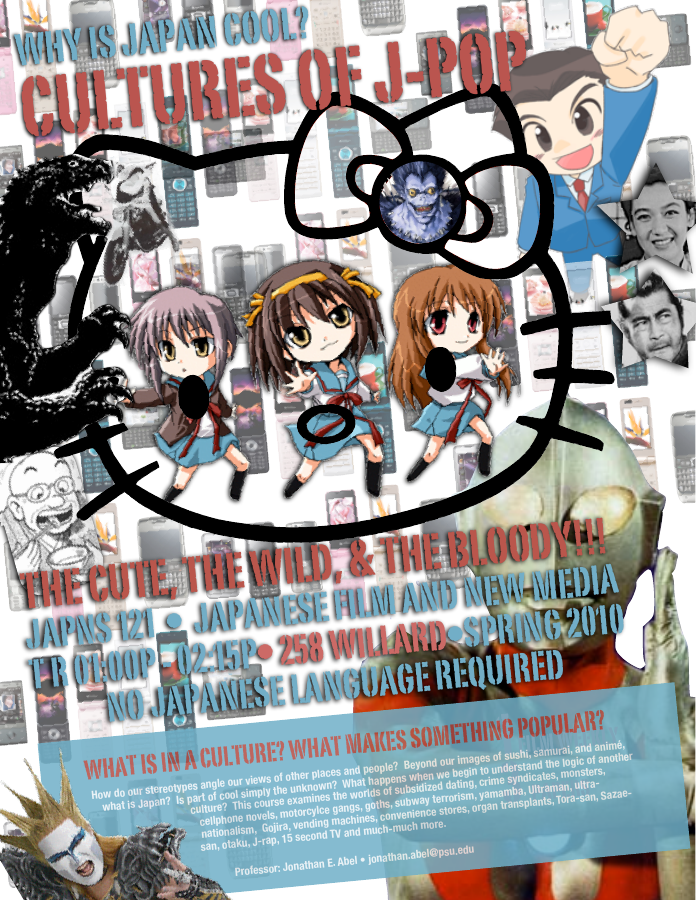 WHY IS JAPAN COOL?
CULTURES OF J-POP
THE CUTE, THE WILD, & THE BLOODY!!!
JAPNS 121 • JAPANESE FILM AND NEW MEDIA
T R 01:00P - 02:15P• 258 WILLARD•SPRING 2010
NO JAPANESE LANGUAGE REQUIRED
WHAT IS IN A CULTURE? WHAT MAKES SOMETHING POPULAR?
How do our stereotypes angle our views of other places and people? Beyond our images of sushi, samurai, and animé,
what is Japan? Is part of cool simply the unknown? What happens when we begin to understand the logic of another
culture? This course examines the worlds of subsidized dating, crime syndicates, monsters,
cellphone novels, motorcylce gangs, goths, subway terrorism, yamamba, Ultraman, ultra-
nationalism, Gojira, vending machines, convenience stores, organ transplants, Tora-san, Sazae-
san, otaku, J-rap, 15 second TV and much-much more.
Professor: Jonathan E. Abel • jonathan.abel@psu.edu